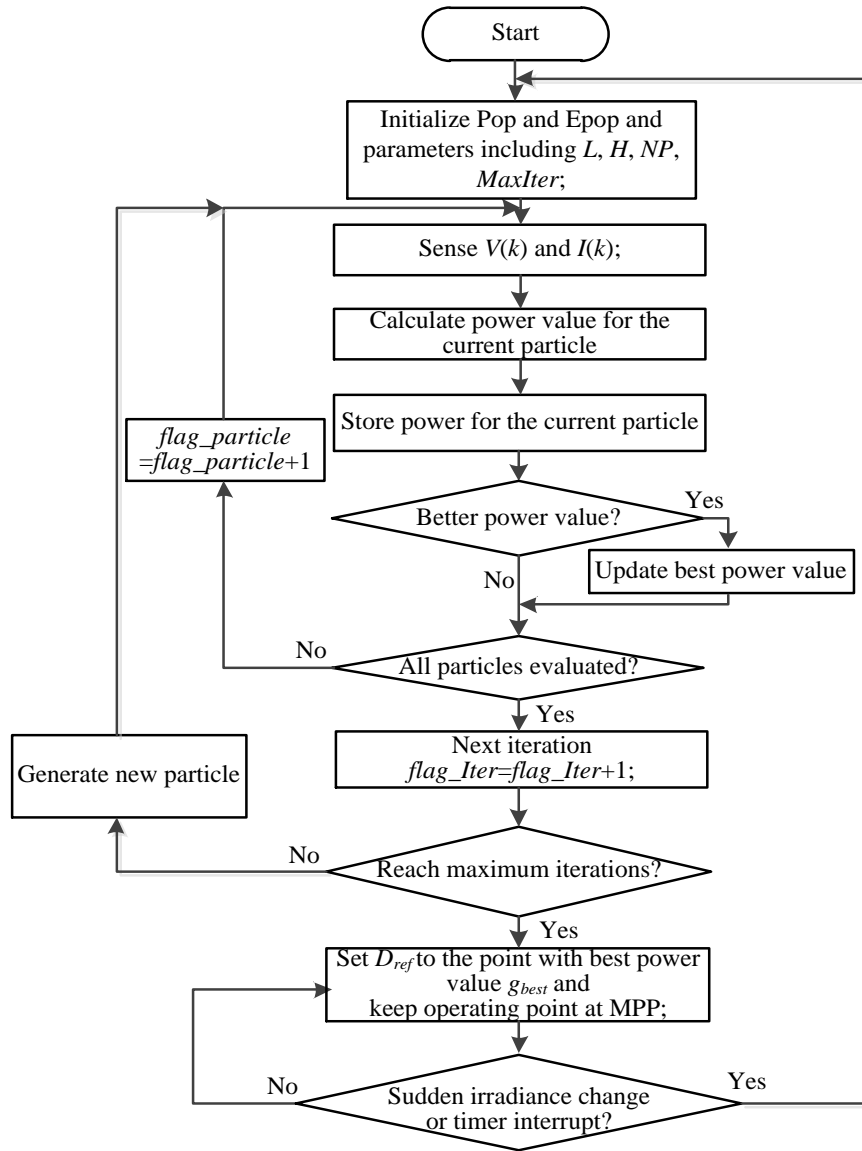 Start
Initialize Pop and Epop and
parameters including L, H, NP,
MaxIter;
Sense V(k) and I(k);
Calculate power value for the
current particle
Store power for the current particle
flag_particle
=flag_particle+1
Better power value?
Yes
No
Update best power value
All particles evaluated?
No
Yes
Next iteration
flag_Iter=flag_Iter+1;
Generate new particle
Reach maximum iterations?
No
Yes
Set Dref to the point with best power
value gbest and
keep operating point at MPP;
Sudden irradiance change
or timer interrupt?
No
Yes